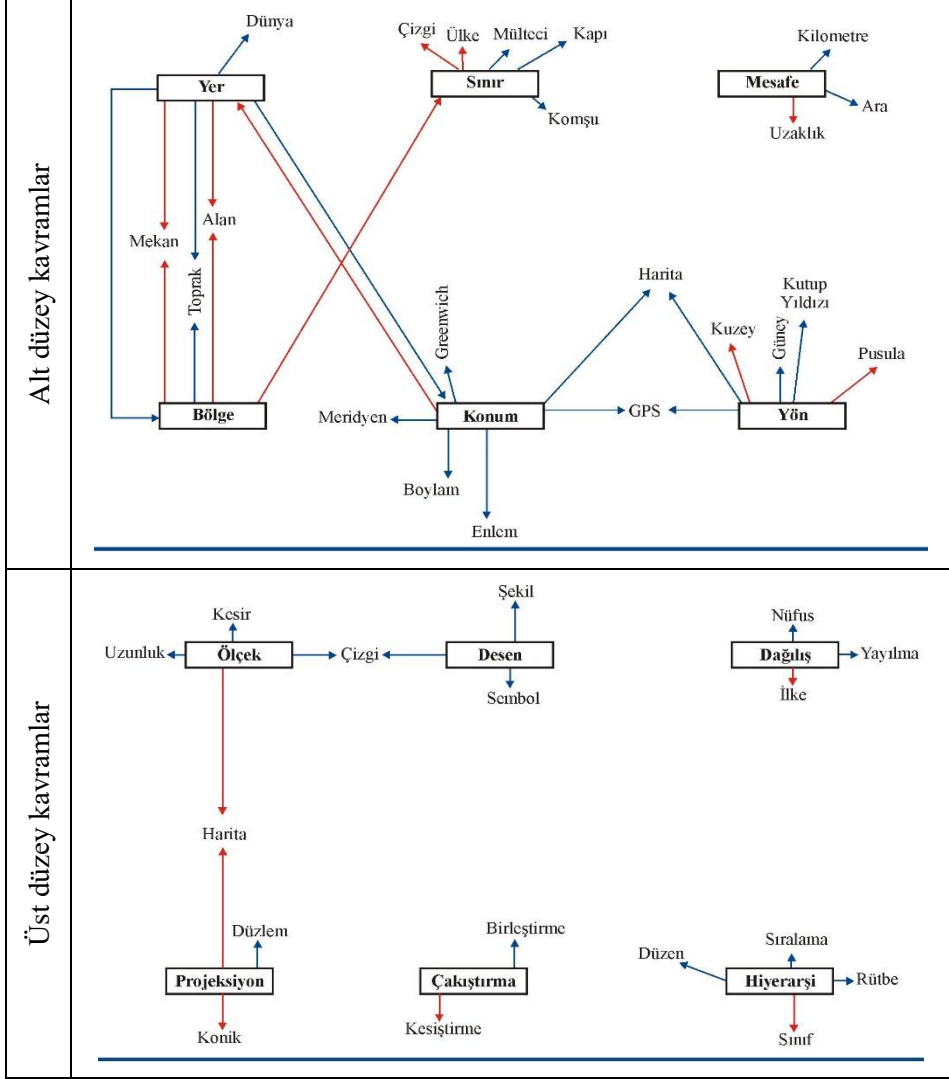 Alt düzey kavramlar
Dünya
Yer
Mekan
Toprak
Alan
Bölge
Çizgi
Ülke
Mülteci
Kapı
Sınır
Komşu
Kilometre
Mesafe
Ara
Uzaklık
Greenwich
Meridyen
Konum
Boylam
Enlem
Harita
GPS
Kuzey
Güney
Kutup
Yıldızı
Pusula
Yön
Üst düzey kavramlar
Kesir
Uzunluk
Ölçek
Çizgi
Şekil
Desen
Sembol
Nüfus
Dağılış
Yayılma
İlke
Harita
Düzlem
Projeksiyon
Konik
Birleştirme
Çakıştırma
Kesiştirme
Düzen
Sıralama
Hiyerarşi
Rütbe
Sınıf